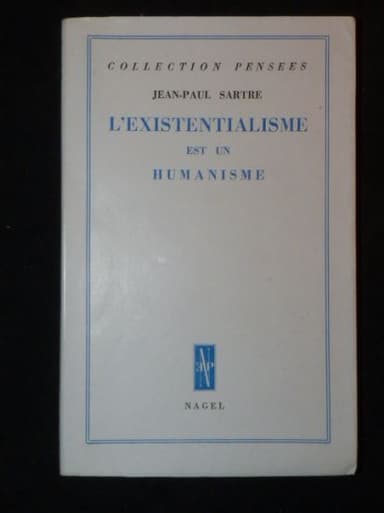 COLLECTION PENSEES
JEAN-PAUL SARTRE
L'EXISTENTIALISME
EST UN
HUMANISME
NAGEL